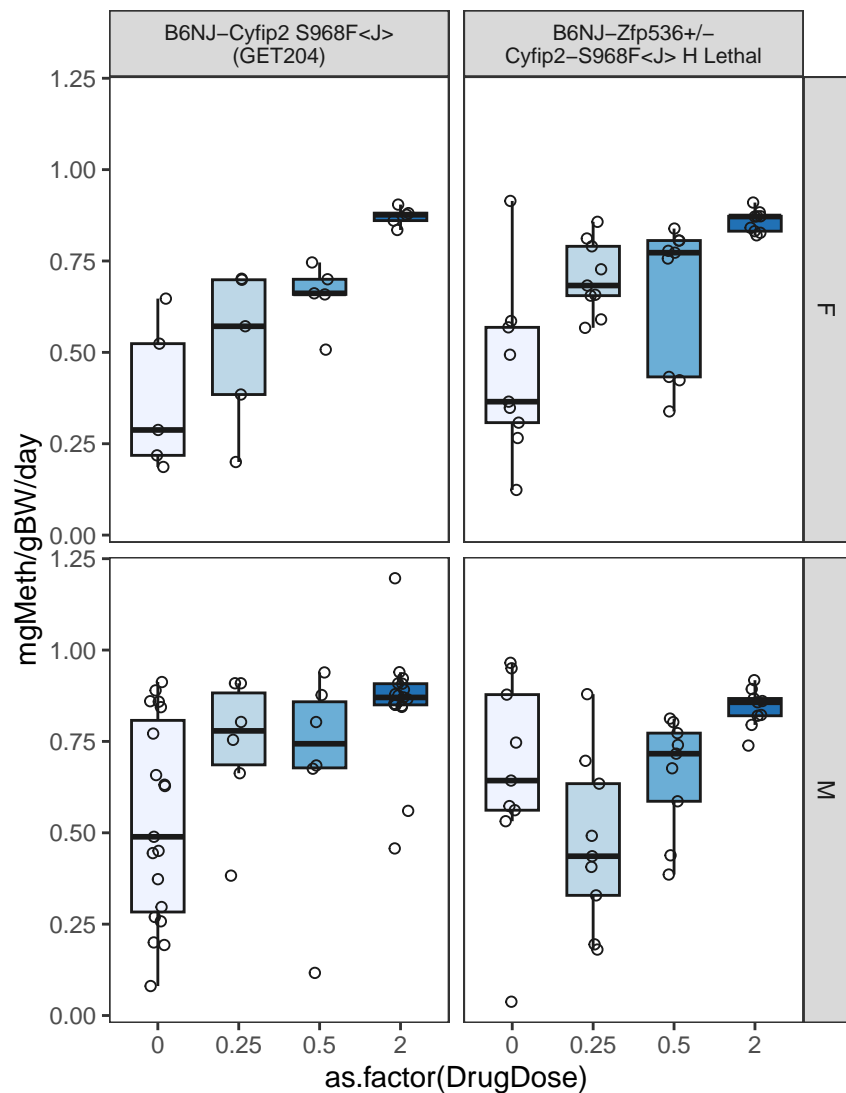 B6NJ−Cyfip2 S968F<J>
(GET204)
B6NJ−Zfp536+/−
Cyfip2−S968F<J> H Lethal
1.25
1.00
0.75
0.50
0.25
0.00
F
1.25
1.00
0.75
0.50
0.25
0.00
M
mgMeth/gBW/day
0 0.25 0.5 2
0 0.25 0.5 2
as.factor(DrugDose)